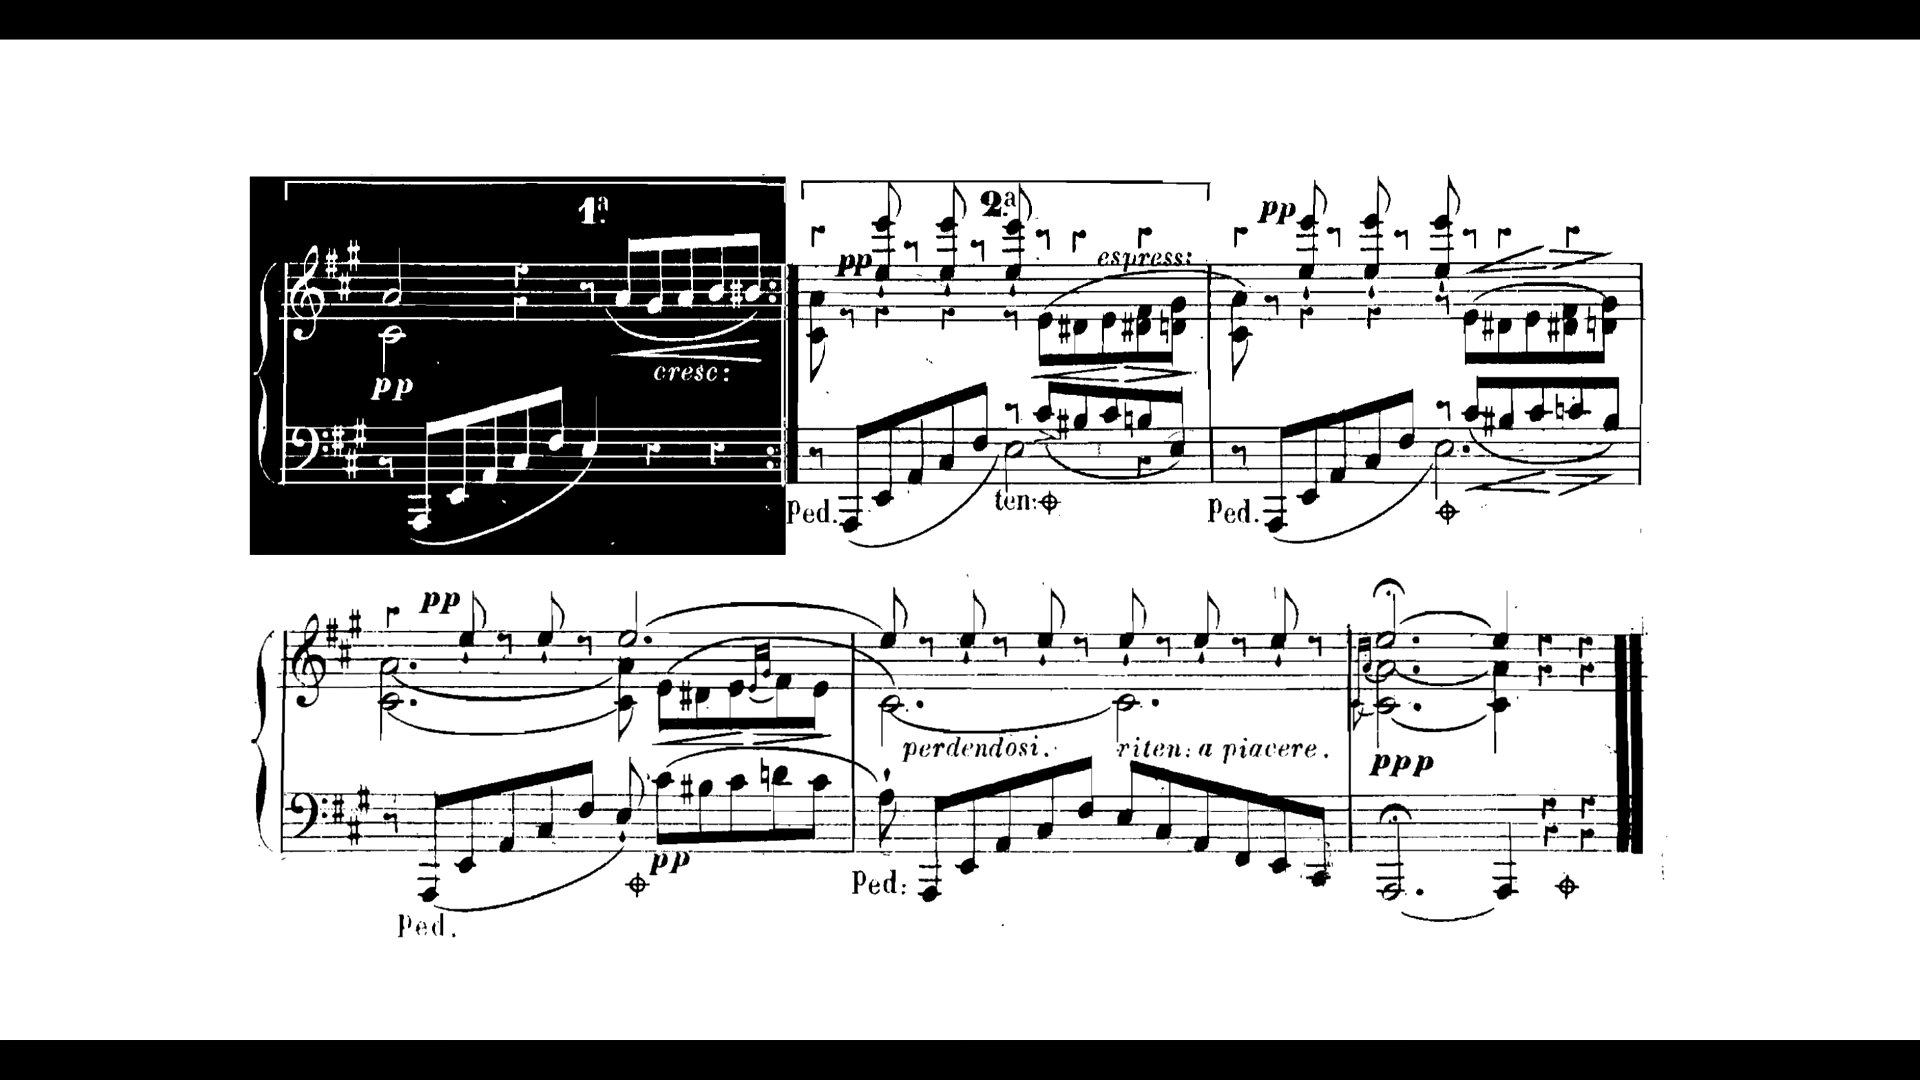 1ª.
pp
cresc:
2ª
pp
espress:
Ped.
ten:
pp
Ped.
pp
pp
Ped.
perdendosi.
riten: a piacere.
Ped:
ppp